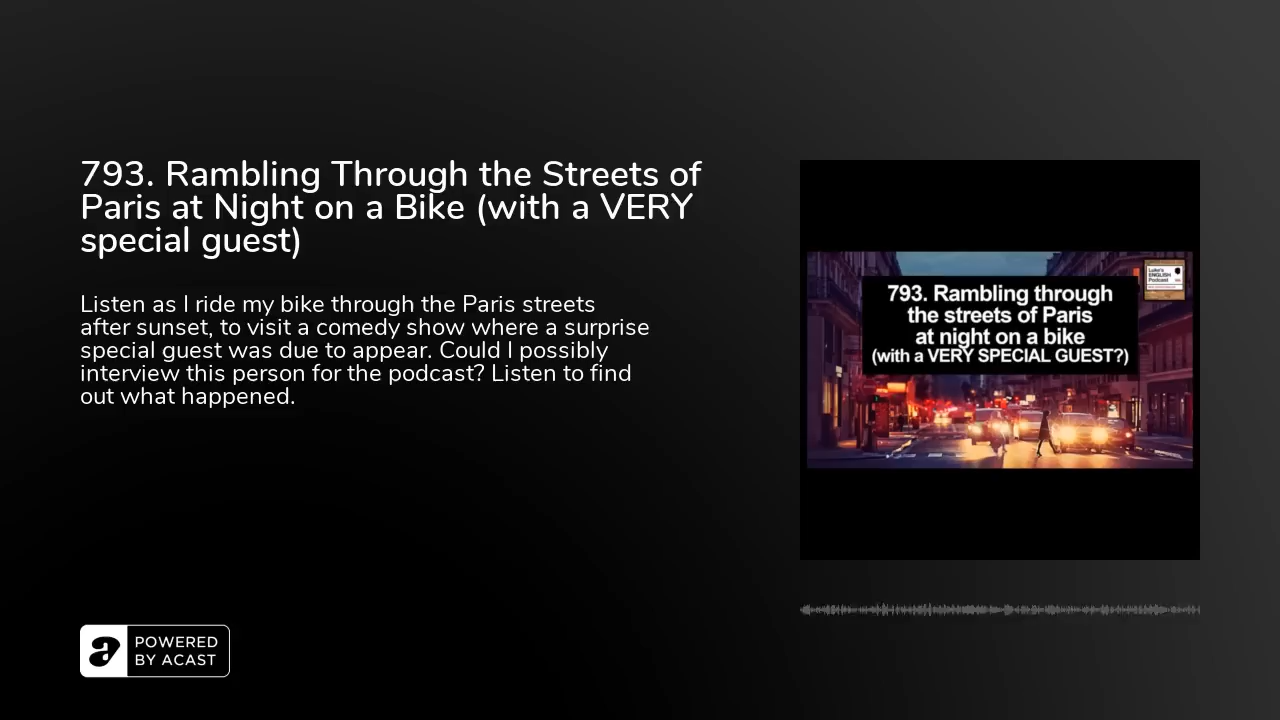 793. Rambling Through the Streets of
Paris at Night on a Bike (with a VERY
special guest)
Listen as I ride my bike through the Paris streets
after sunset, to visit a comedy show where a surprise
special guest was due to appear. Could I possibly
interview this person for the podcast? Listen to find
out what happened.
793. Rambling through
the streets of Paris
at night on a bike
(with a VERY SPECIAL GUEST?)
Luke's
ENGLISH
Podcast
POWERED
BY ACAST